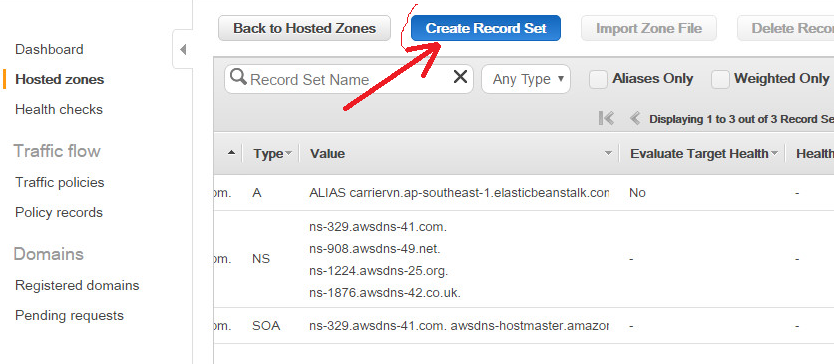 Back to Hosted Zones
Create Record Set
Import Zone File
Delete Recor
Dashboard
Hosted zones
Health checks
Traffic flow
Traffic policies
Policy records
Domains
Registered domains
Pending requests
Record Set Name
Any Type
Aliases Only
Weighted Only
Displaying 1 to 3 out of 3 Record Se
Type Value Evaluate Target Health Health
om. A ALIAS carriervn.ap-southeast-1.elasticbeanstalk.com No -
ns-329.awsdns-41.com.
ns-908.awsdns-49.net.
om. NS - -
ns-1224.awsdns-25.org.
ns-1876.awsdns-42.co.uk.
om. SOA ns-329.awsdns-41.com. awsdns-hostmaster.amazon - -